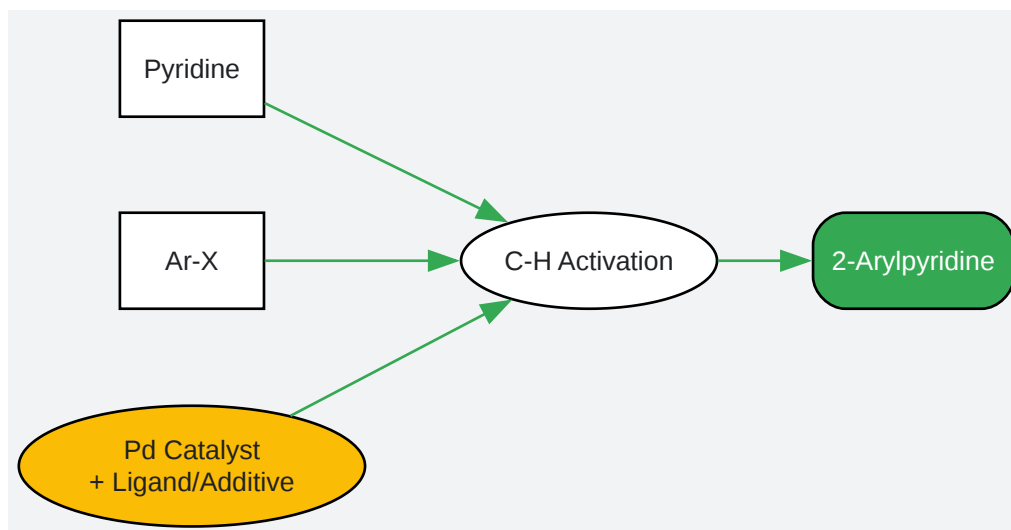 Pyridine
Ar-X
C-H Activation
2-Arylpyridine
Pd Catalyst
+ Ligand/Additive